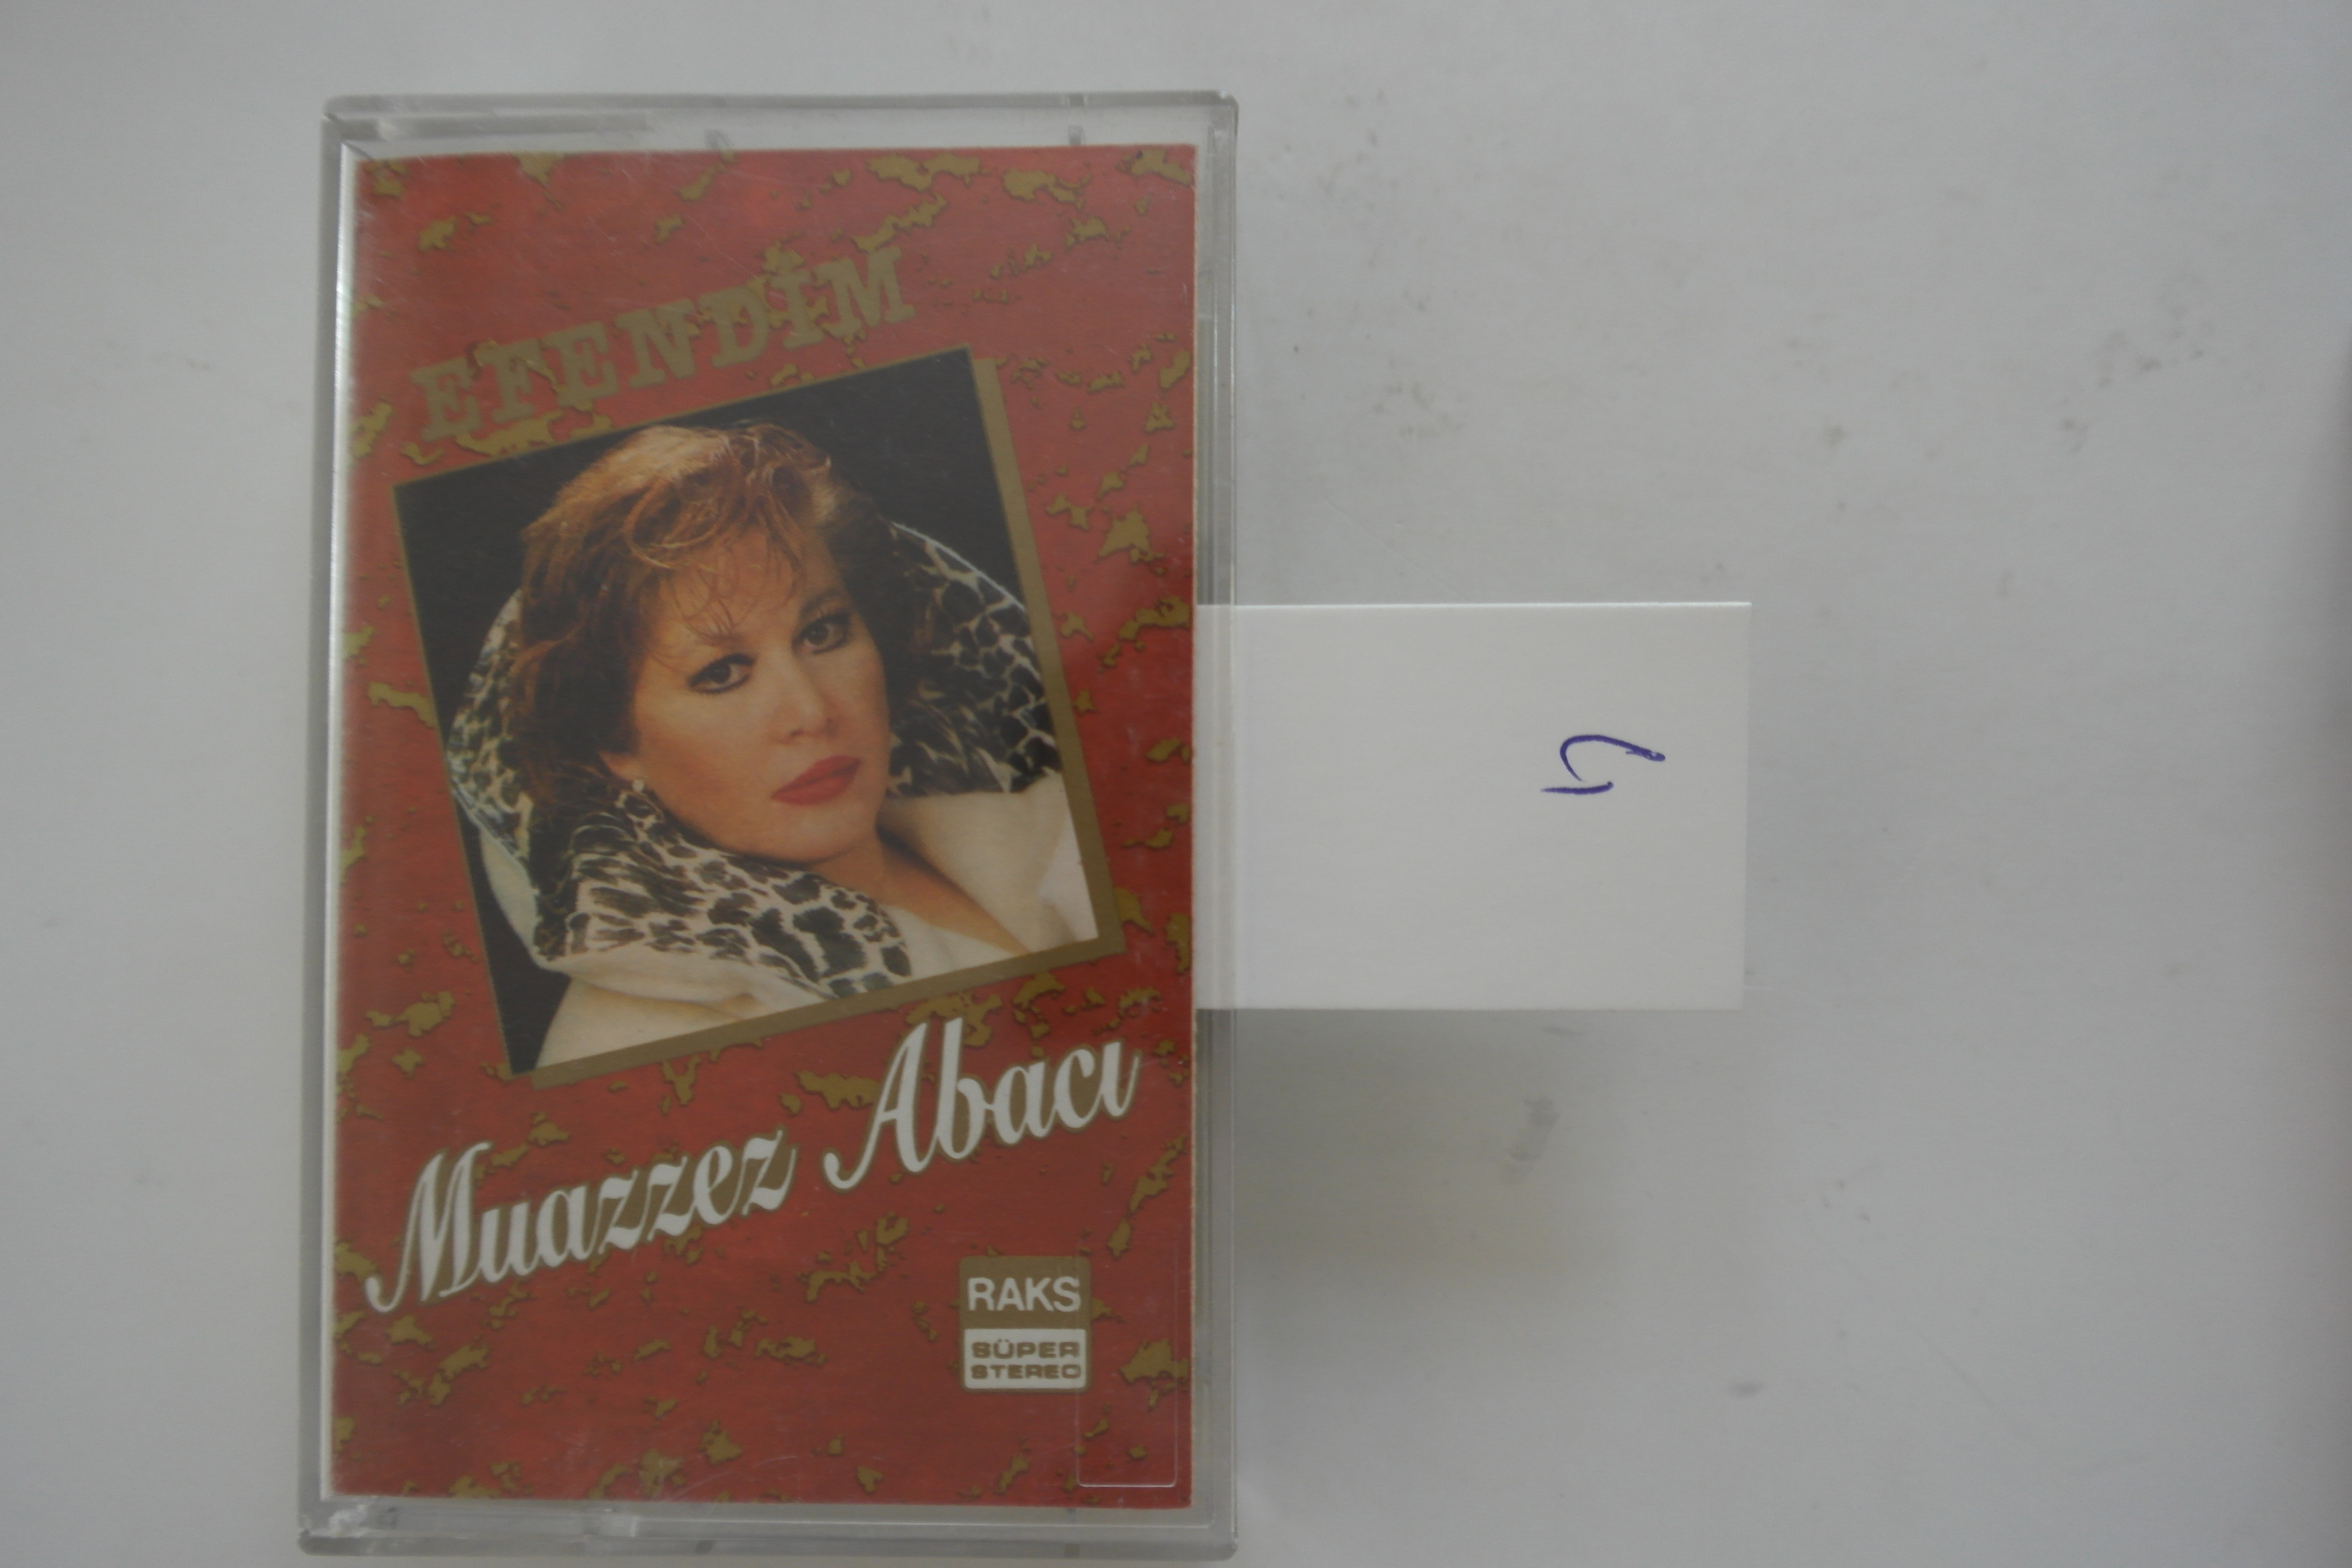 EFENDİM
Muazzez Abacı
RAKS
SÜPER
STEREO